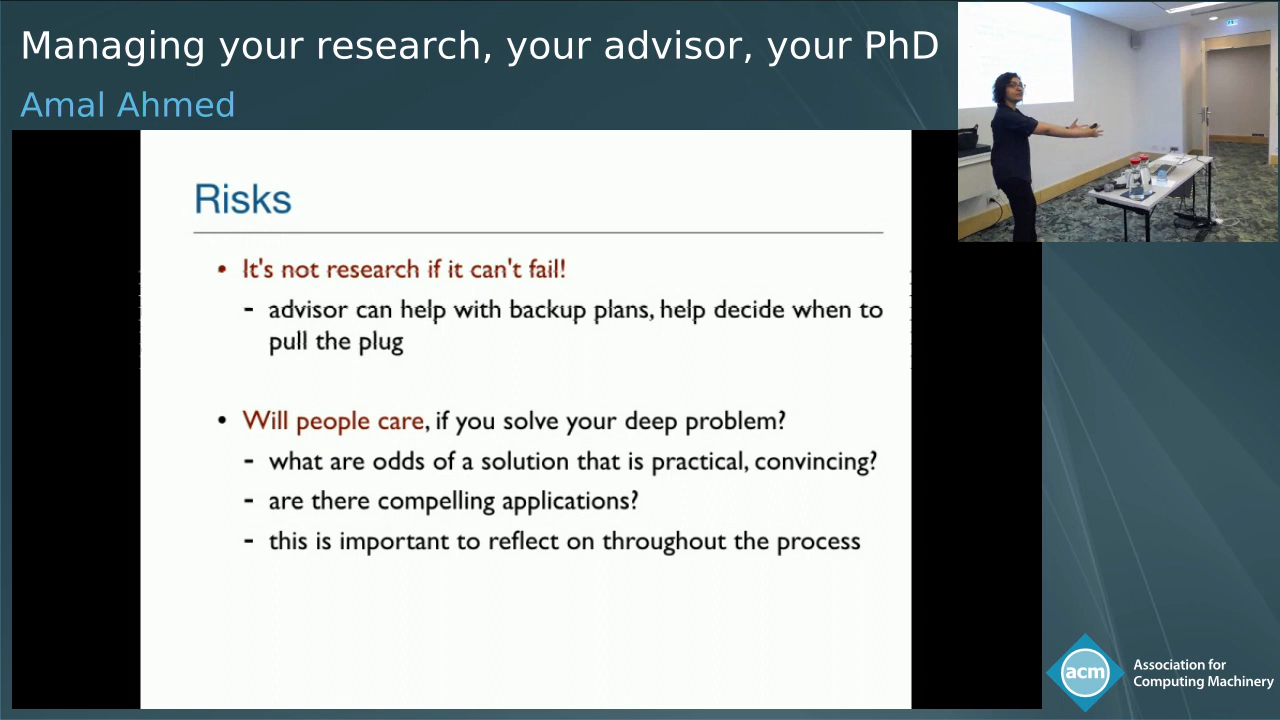 Managing your research, your advisor, your PhD
Amal Ahmed
Risks
• It's not research if it can't fail!
- advisor can help with backup plans, help decide when to
pull the plug
• Will people care, if you solve your deep problem?
- what are odds of a solution that is practical, convincing?
- are there compelling applications?
- this is important to reflect on throughout the process
acm
Association for
Computing Machinery